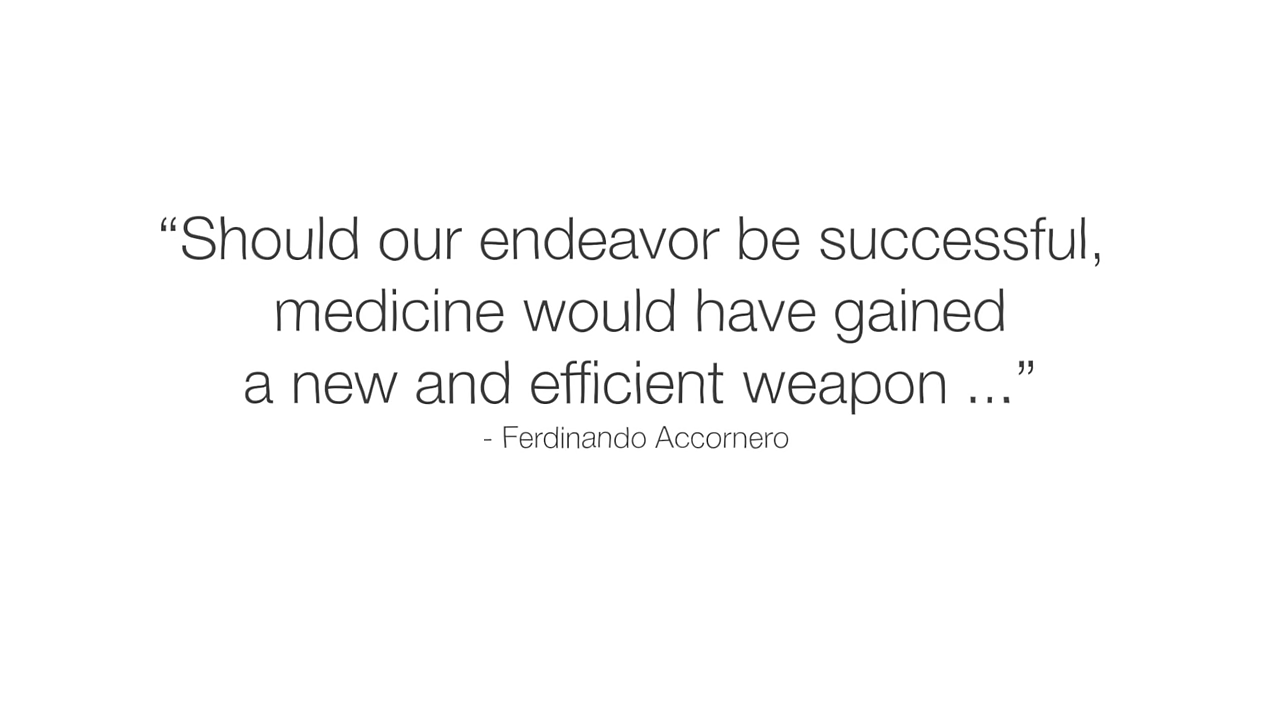 “Should our endeavor be successful,
medicine would have gained
a new and efficient weapon ...”
- Ferdinando Accornero